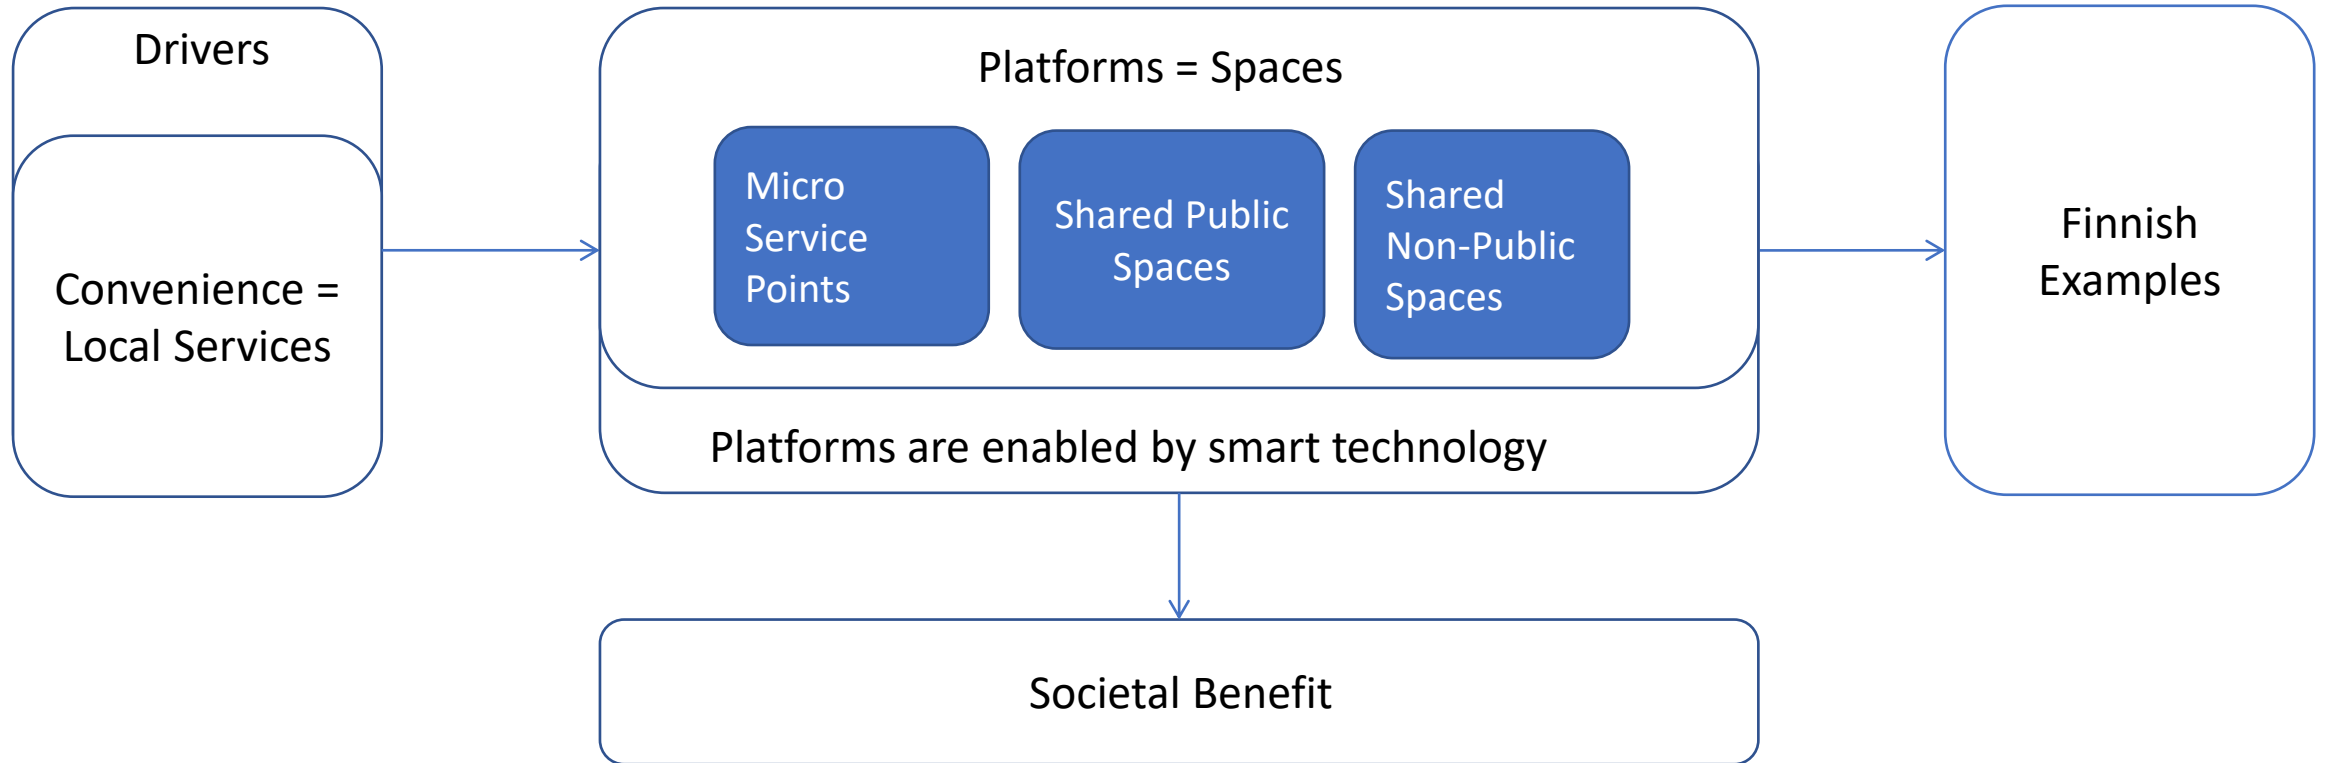 Drivers
Convenience =
Local Services
Platforms = Spaces
Micro
Service
Points
Shared Public
Spaces
Shared
Non-Public
Spaces
Platforms are enabled by smart technology
Finnish
Examples
Societal Benefit